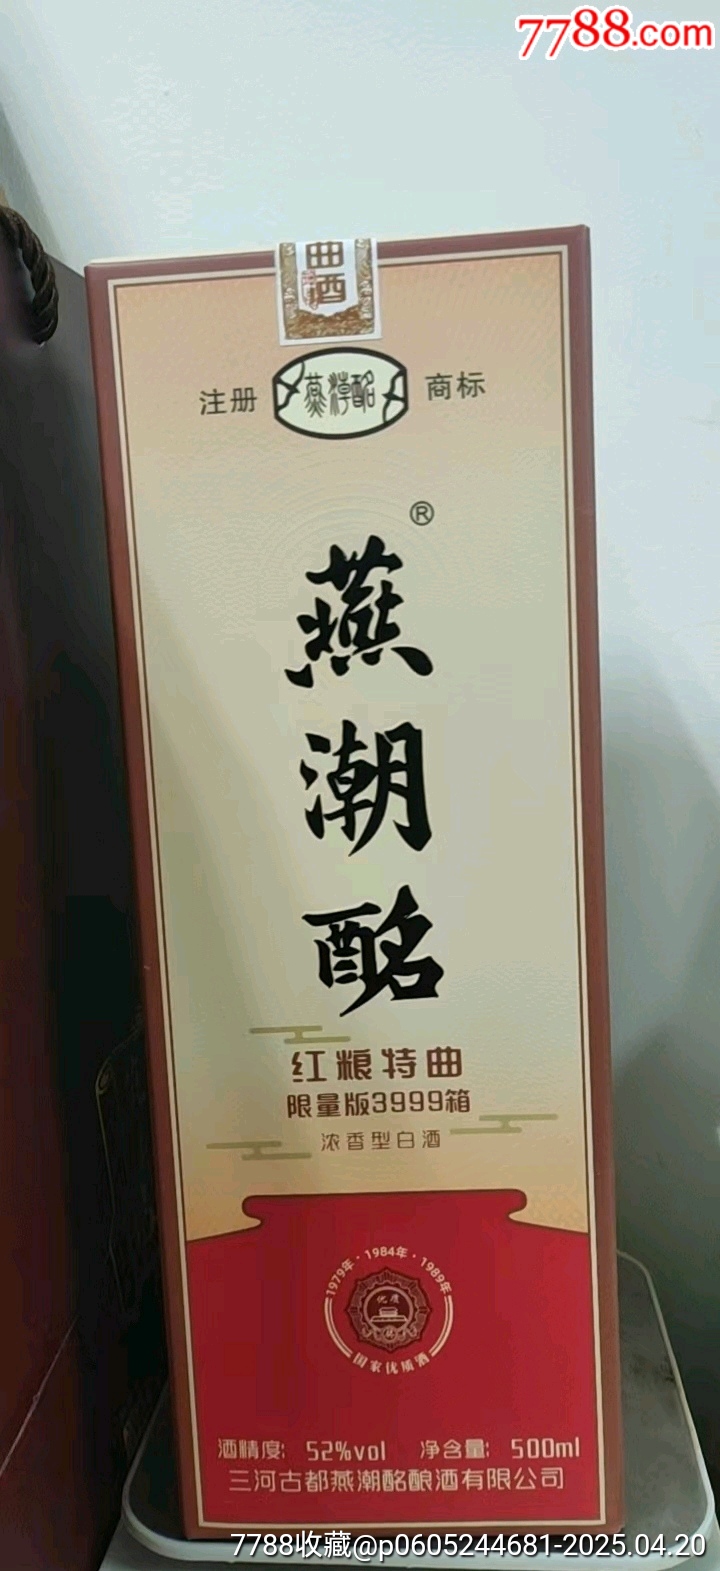 7788.com
曲酒
注册 燕潮酩 商标
®
燕潮酩
红粮特曲
限量版3999箱
浓香型白酒
1979年·1984年·1989年
优质
国家优质酒
酒精度: 52%vol 净含量: 500ml
三河古都燕潮酩酿酒有限公司
7788收藏@p0605244681-2025.04.20